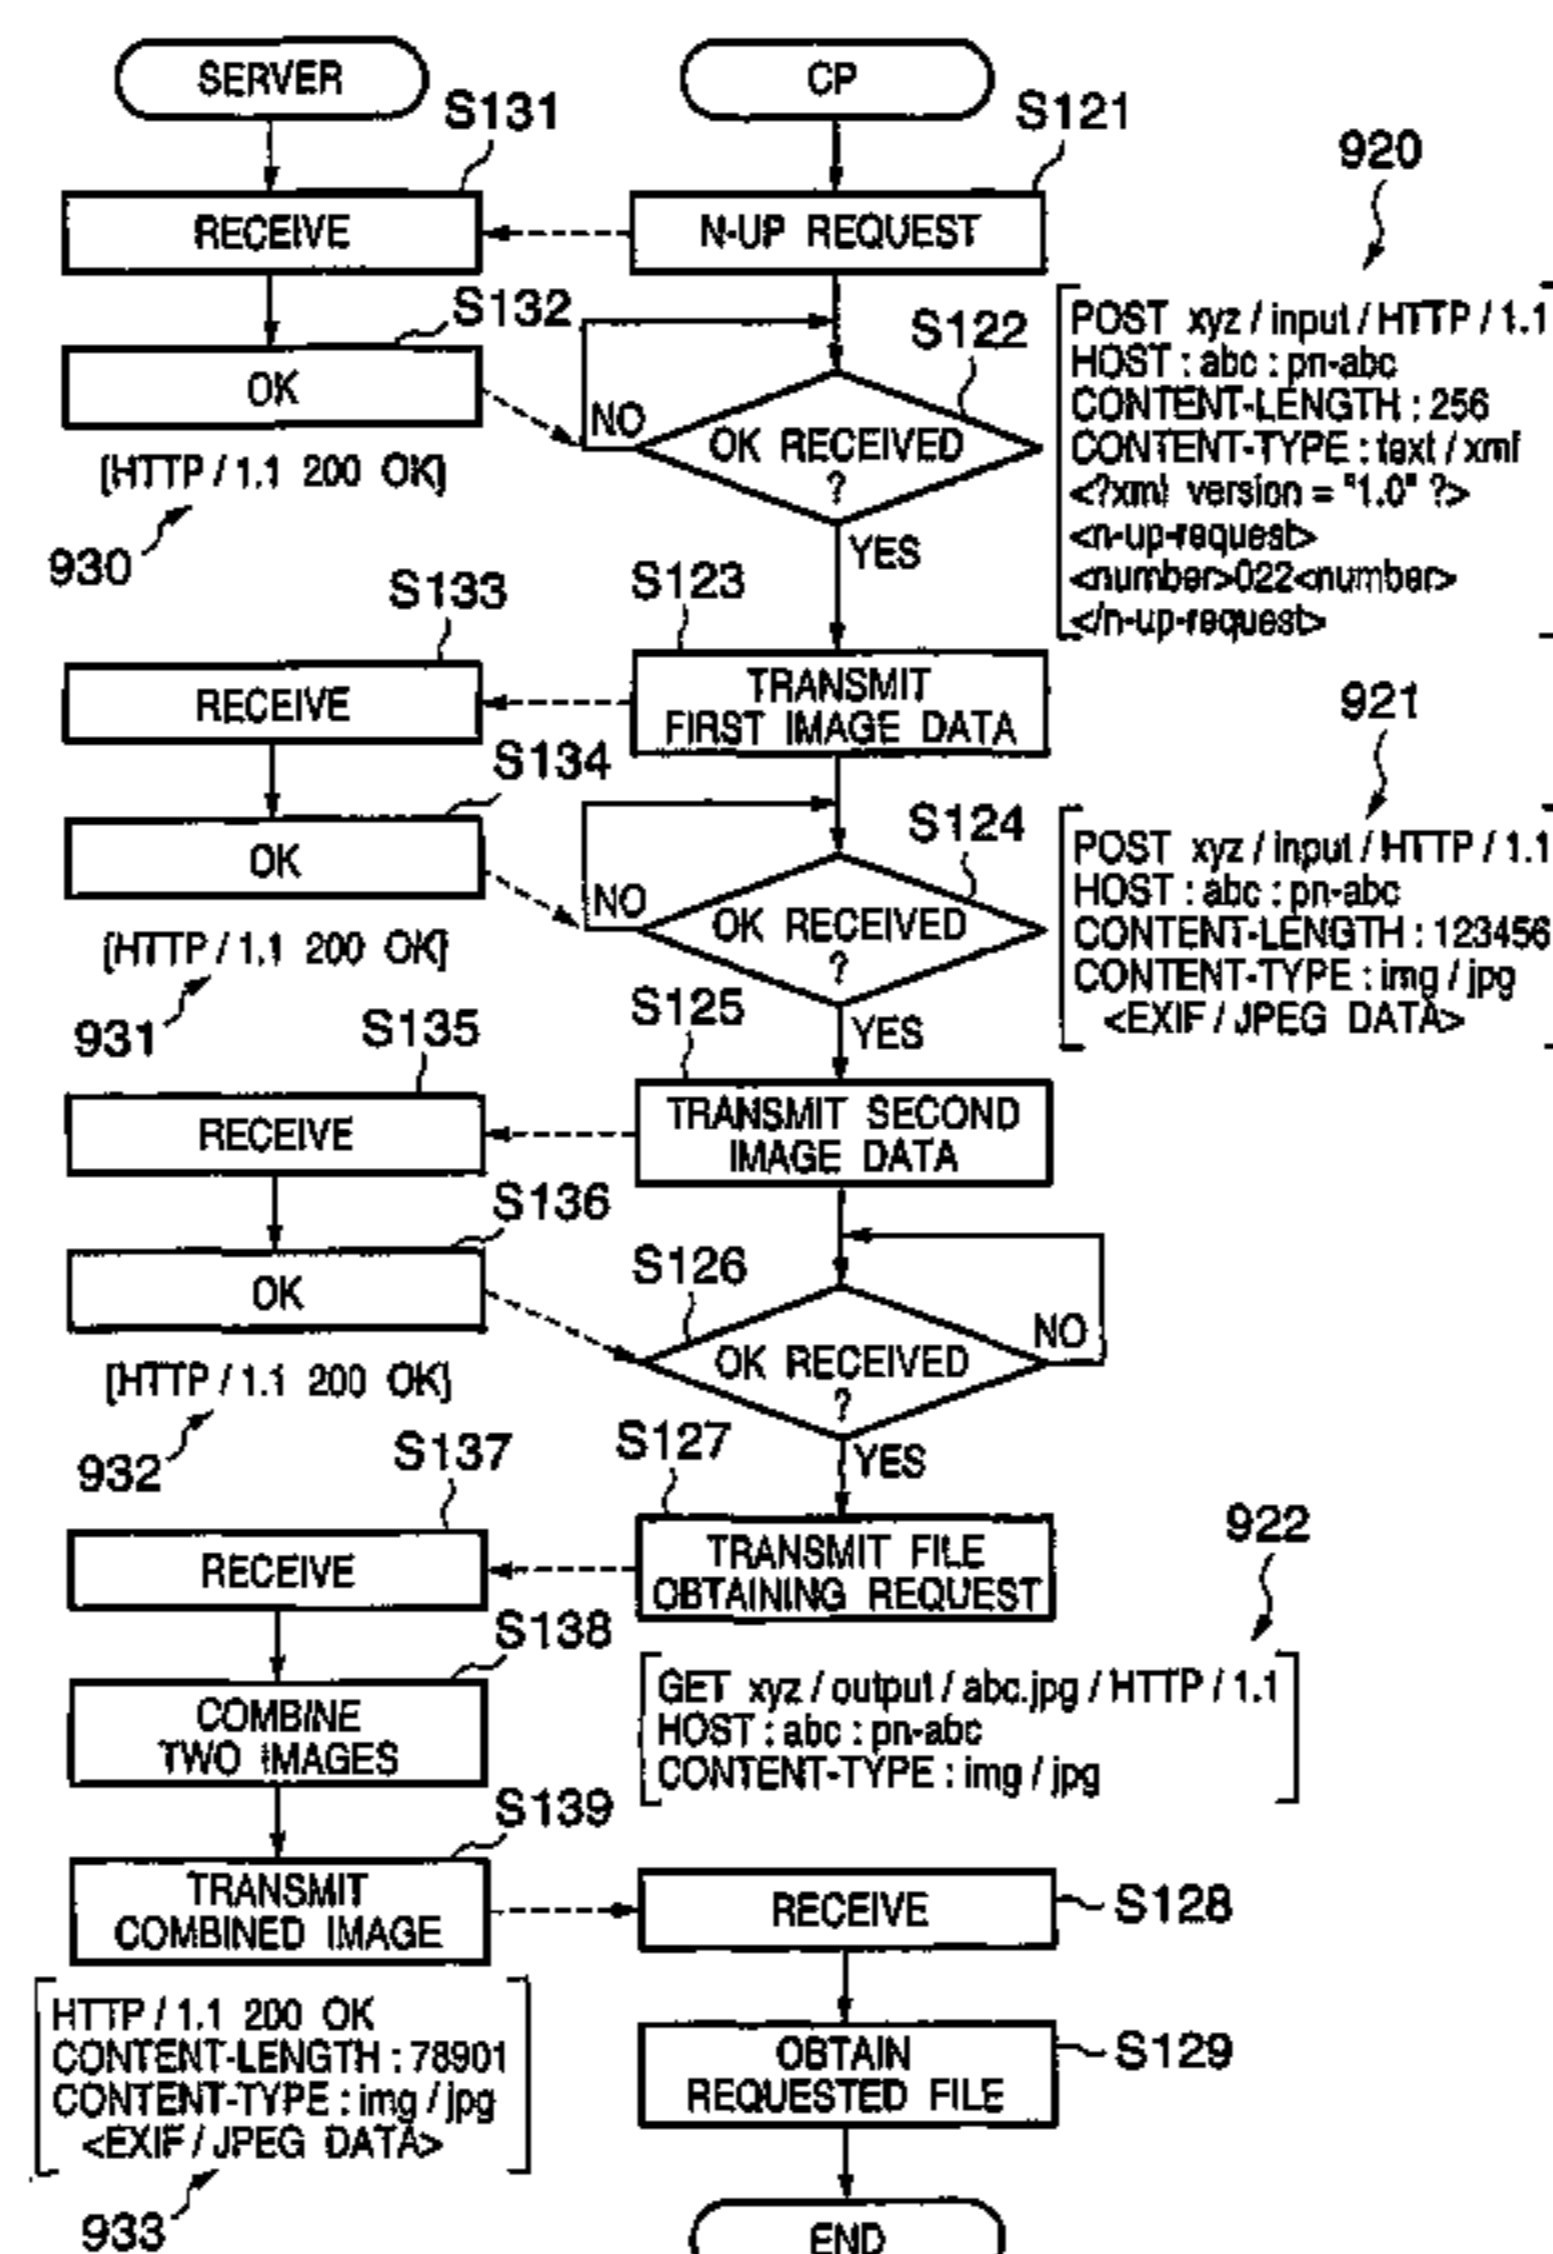 SERVER
CP
S131
S121
920
RECEIVE
N-UP REQUEST
S132
S122
POST xyz / input / HTTP / 1.1
HOST : abc : pn-abc
CONTENT-LENGTH : 256
CONTENT-TYPE : text / xml
<?xml version = "1.0" ?>
<n-up-request>
<number>022<number>
</n-up-request>
OK
NO
OK RECEIVED
?
[HTTP / 1.1 200 OK]
YES
930
S133
S123
RECEIVE
TRANSMIT
FIRST IMAGE DATA
921
S134
S124
POST xyz / input / HTTP / 1.1
HOST : abc : pn-abc
CONTENT-LENGTH : 123456
CONTENT-TYPE : img / jpg
<EXIF / JPEG DATA>
OK
NO
OK RECEIVED
?
[HTTP / 1.1 200 OK]
YES
931
S135
S125
RECEIVE
TRANSMIT SECOND
IMAGE DATA
S136
S126
OK
NO
OK RECEIVED
?
[HTTP / 1.1 200 OK]
YES
932
S137
S127
RECEIVE
TRANSMIT FILE
OBTAINING REQUEST
922
S138
COMBINE
TWO IMAGES
GET xyz / output / abc.jpg / HTTP / 1.1
HOST : abc : pn-abc
CONTENT-TYPE : img / jpg
S139
TRANSMIT
COMBINED IMAGE
RECEIVE
S128
HTTP / 1.1 200 OK
CONTENT-LENGTH : 78901
CONTENT-TYPE : img / jpg
<EXIF / JPEG DATA>
OBTAIN
REQUESTED FILE
S129
933
END